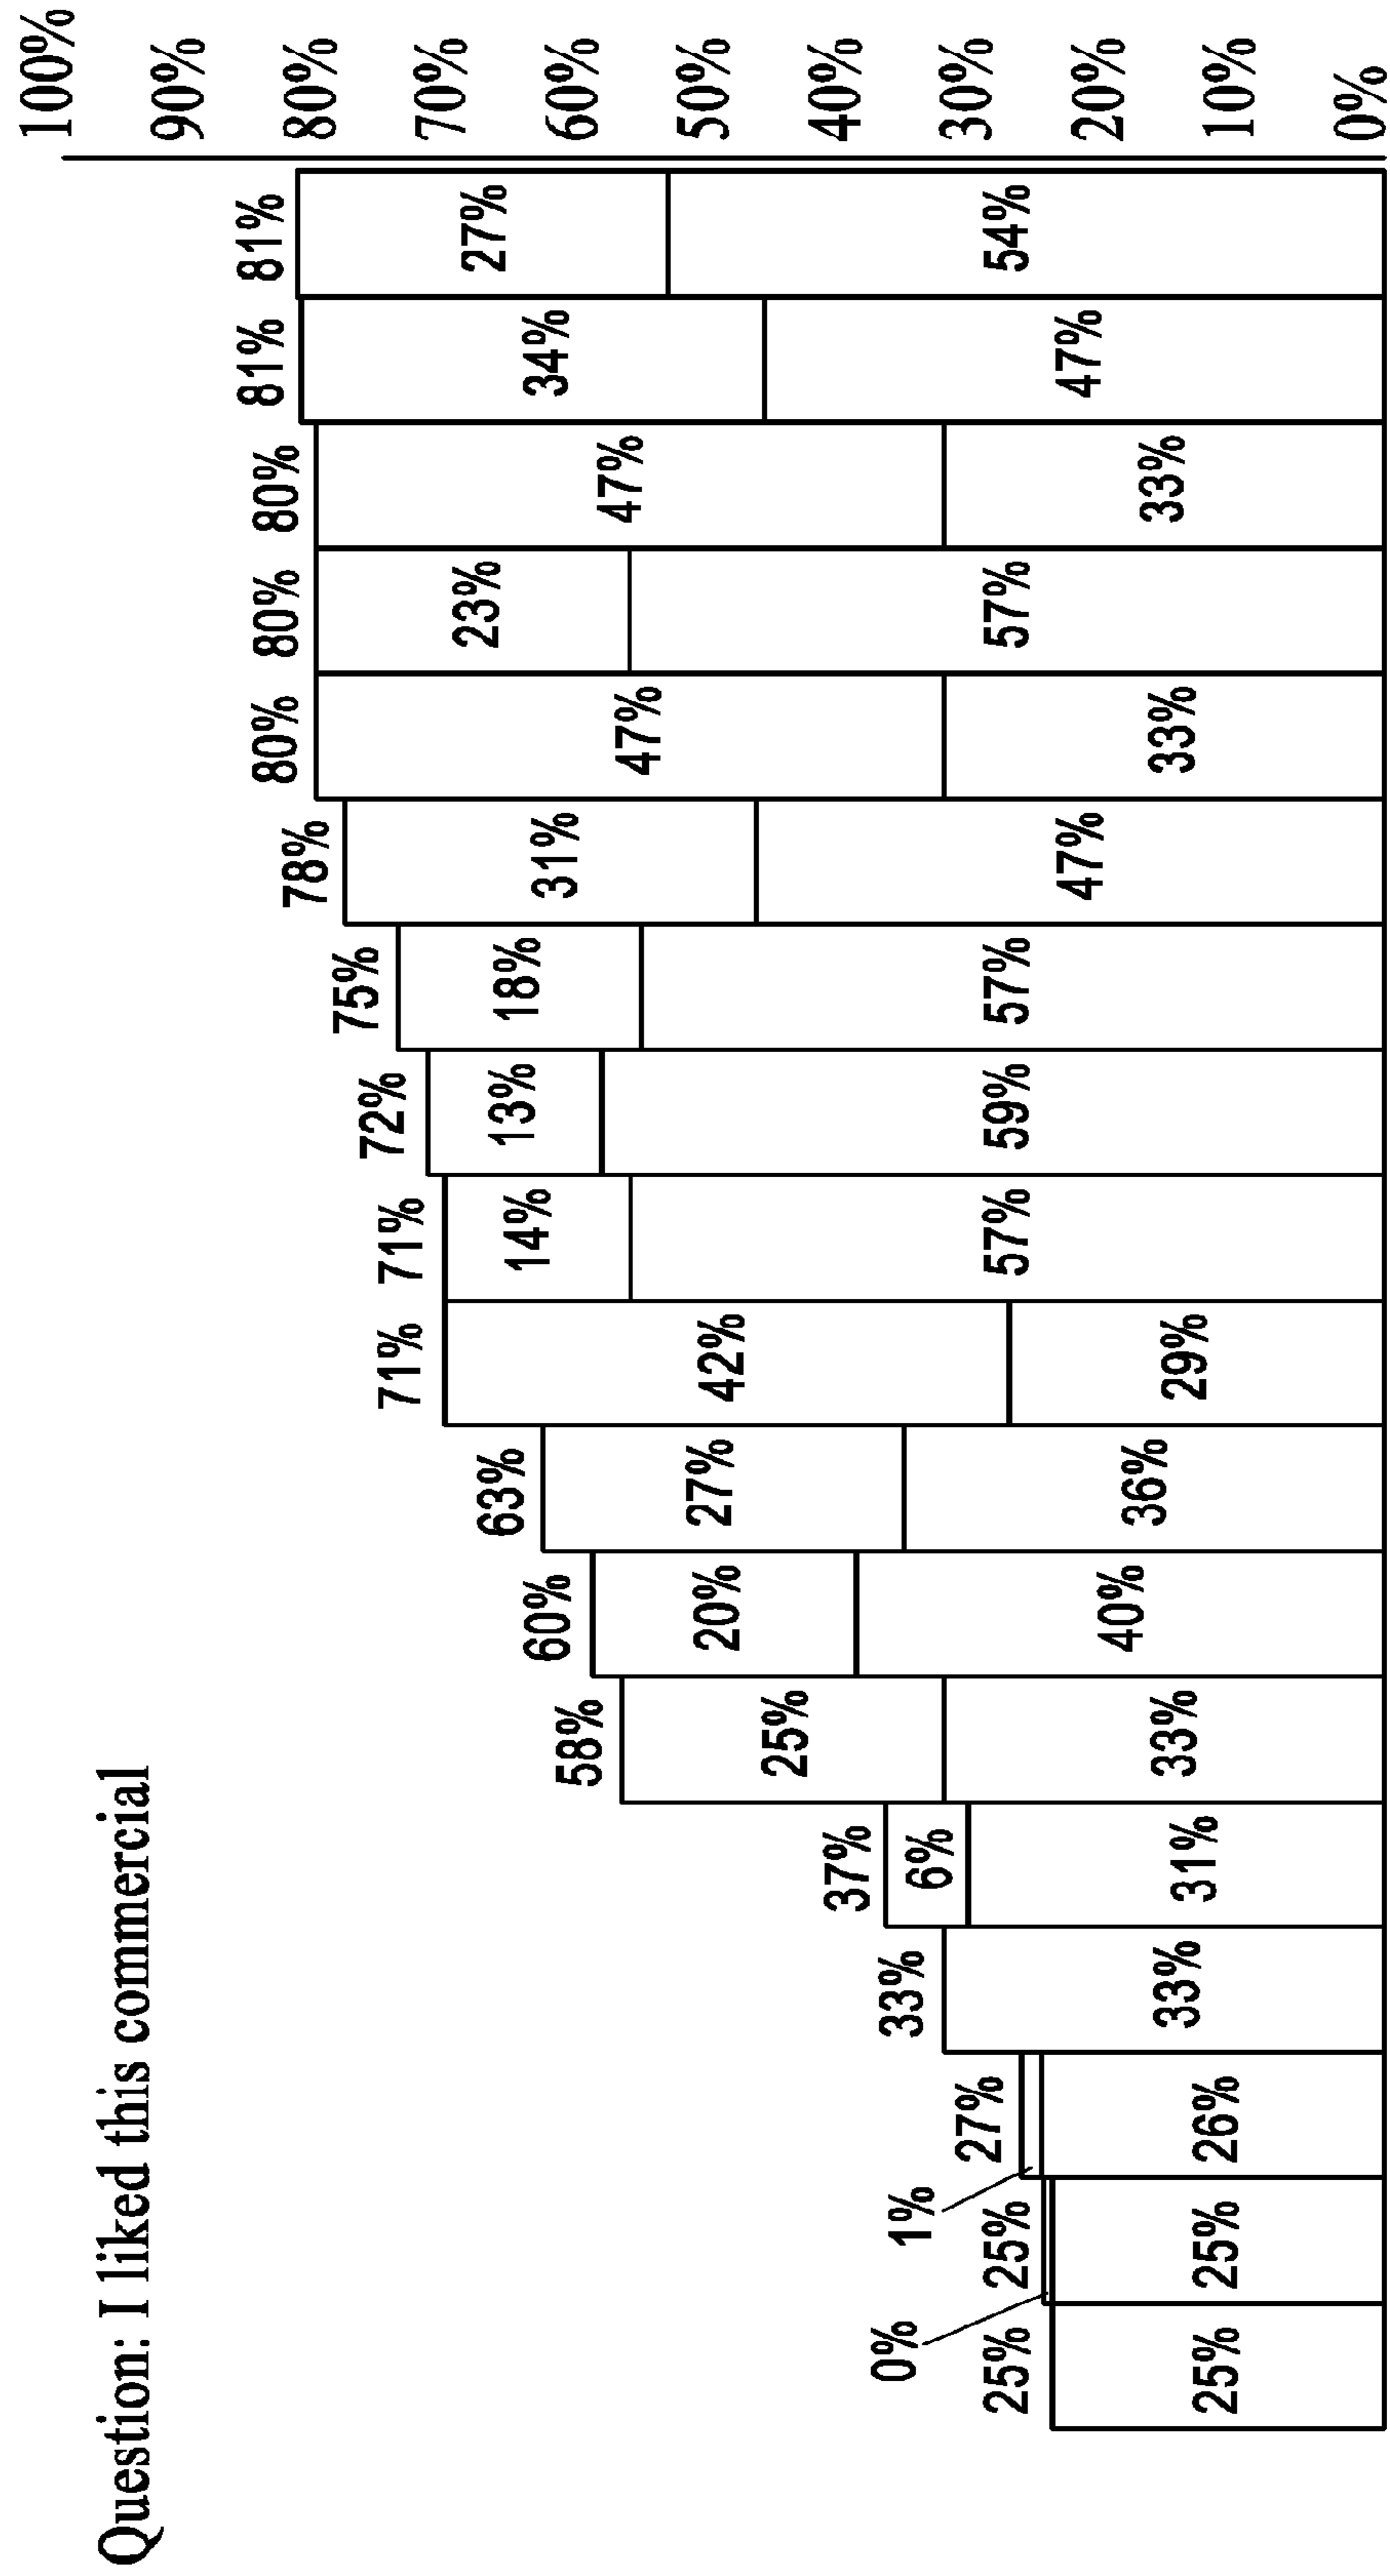 Question: I liked this commercial
25% 25% 27% 33% 37% 58% 60% 63% 71% 71% 72% 75% 78% 80% 80% 80% 81% 81%
0% 1% 6% 25% 20% 27% 42% 14% 13% 18% 31% 47% 23% 47% 34% 27%
25% 25% 26% 33% 31% 33% 40% 36% 29% 57% 59% 57% 47% 33% 57% 33% 47% 54%
100%
90%
80%
70%
60%
50%
40%
30%
20%
10%
0%